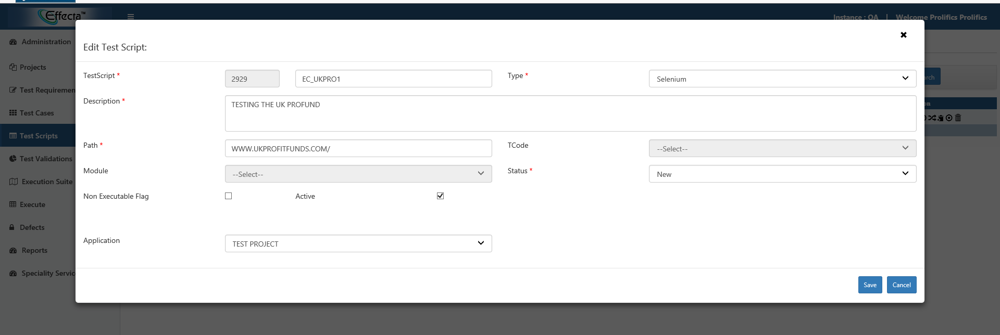 Effecta™
Instance : QA | Welcome Prolifics Prolifics
Administration
Projects
Test Requiremen
Test Cases
Test Scripts
Test Validations
Execution Suite
Execute
Defects
Reports
Speciality Servic
Edit Test Script:
TestScript * 2929 EC_UKPRO1 Type * Selenium
Description * TESTING THE UK PROFUND
Path * WWW.UKPROFITFUNDS.COM/ TCode --Select--
Module --Select-- Status * New
Non Executable Flag Active
Application TEST PROJECT
Save Cancel
rch
on